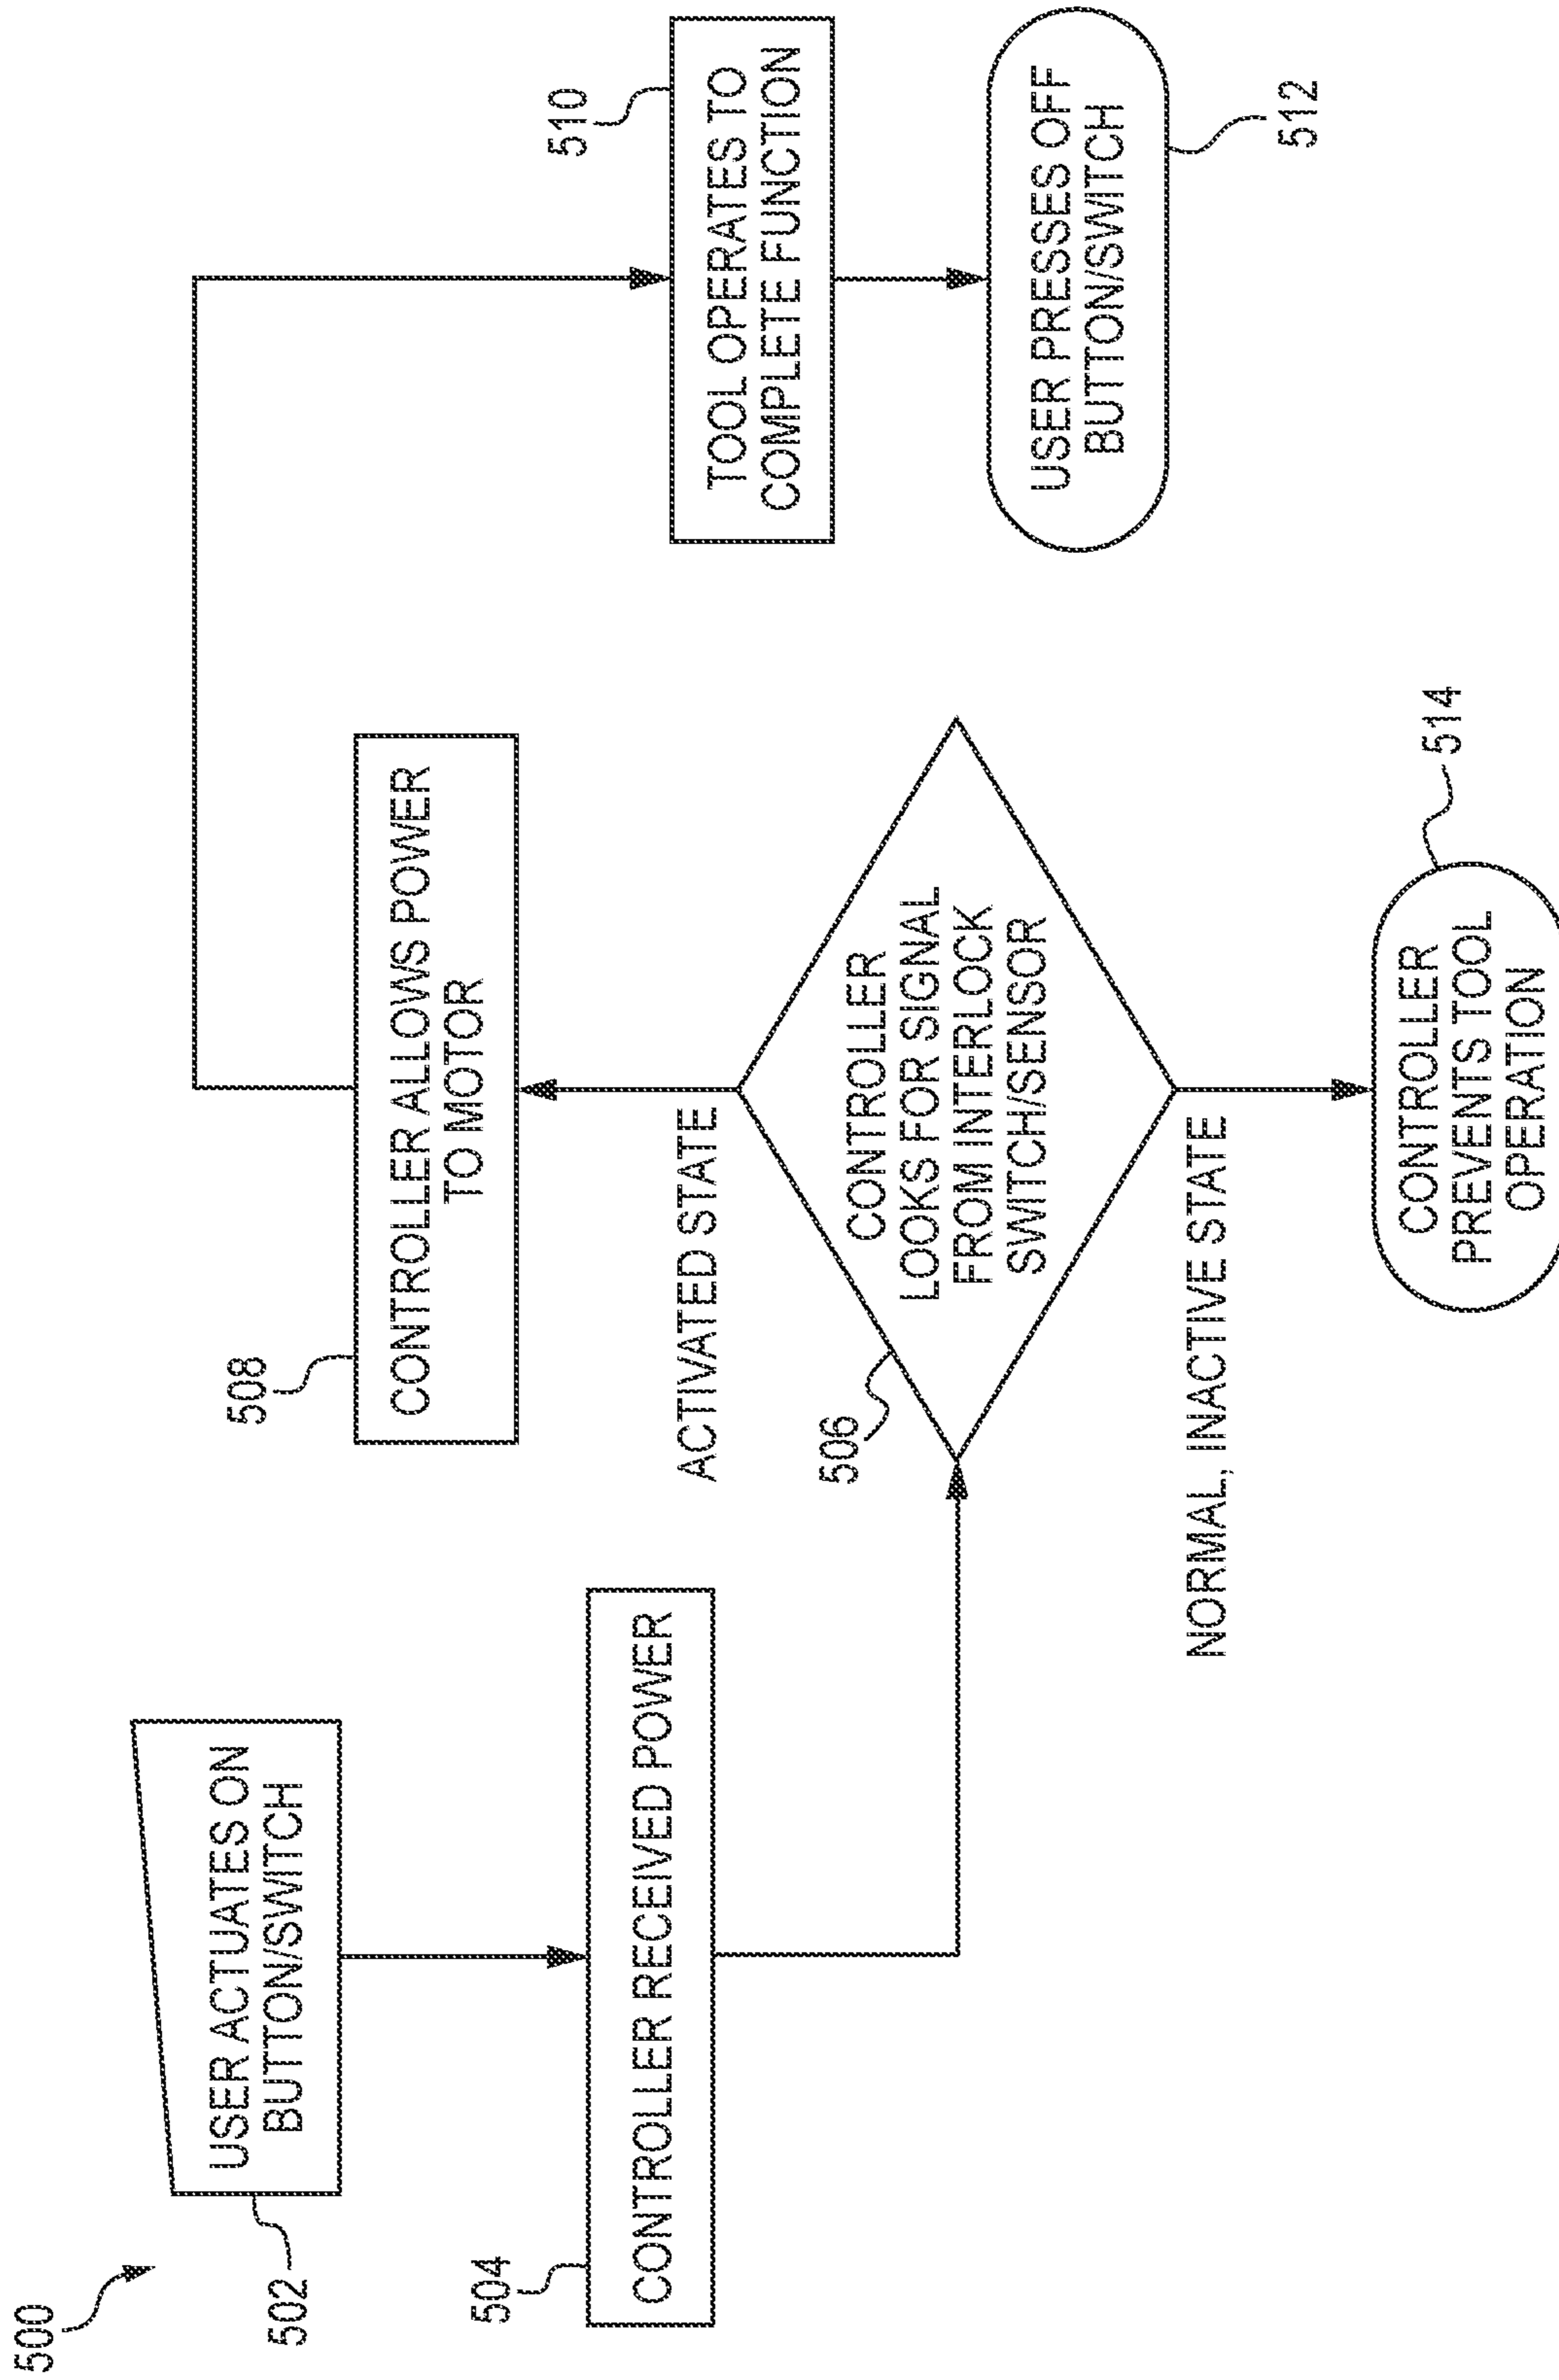 500
502
USER ACTUATES ON
BUTTON/SWITCH
504
CONTROLLER RECEIVED POWER
506
CONTROLLER
LOOKS FOR SIGNAL
FROM INTERLOCK
SWITCH/SENSOR
ACTIVATED STATE
508
CONTROLLER ALLOWS POWER
TO MOTOR
510
TOOL OPERATES TO
COMPLETE FUNCTION
USER PRESSES OFF
BUTTON/SWITCH
512
NORMAL, INACTIVE STATE
514
CONTROLLER
PREVENTS TOOL
OPERATION